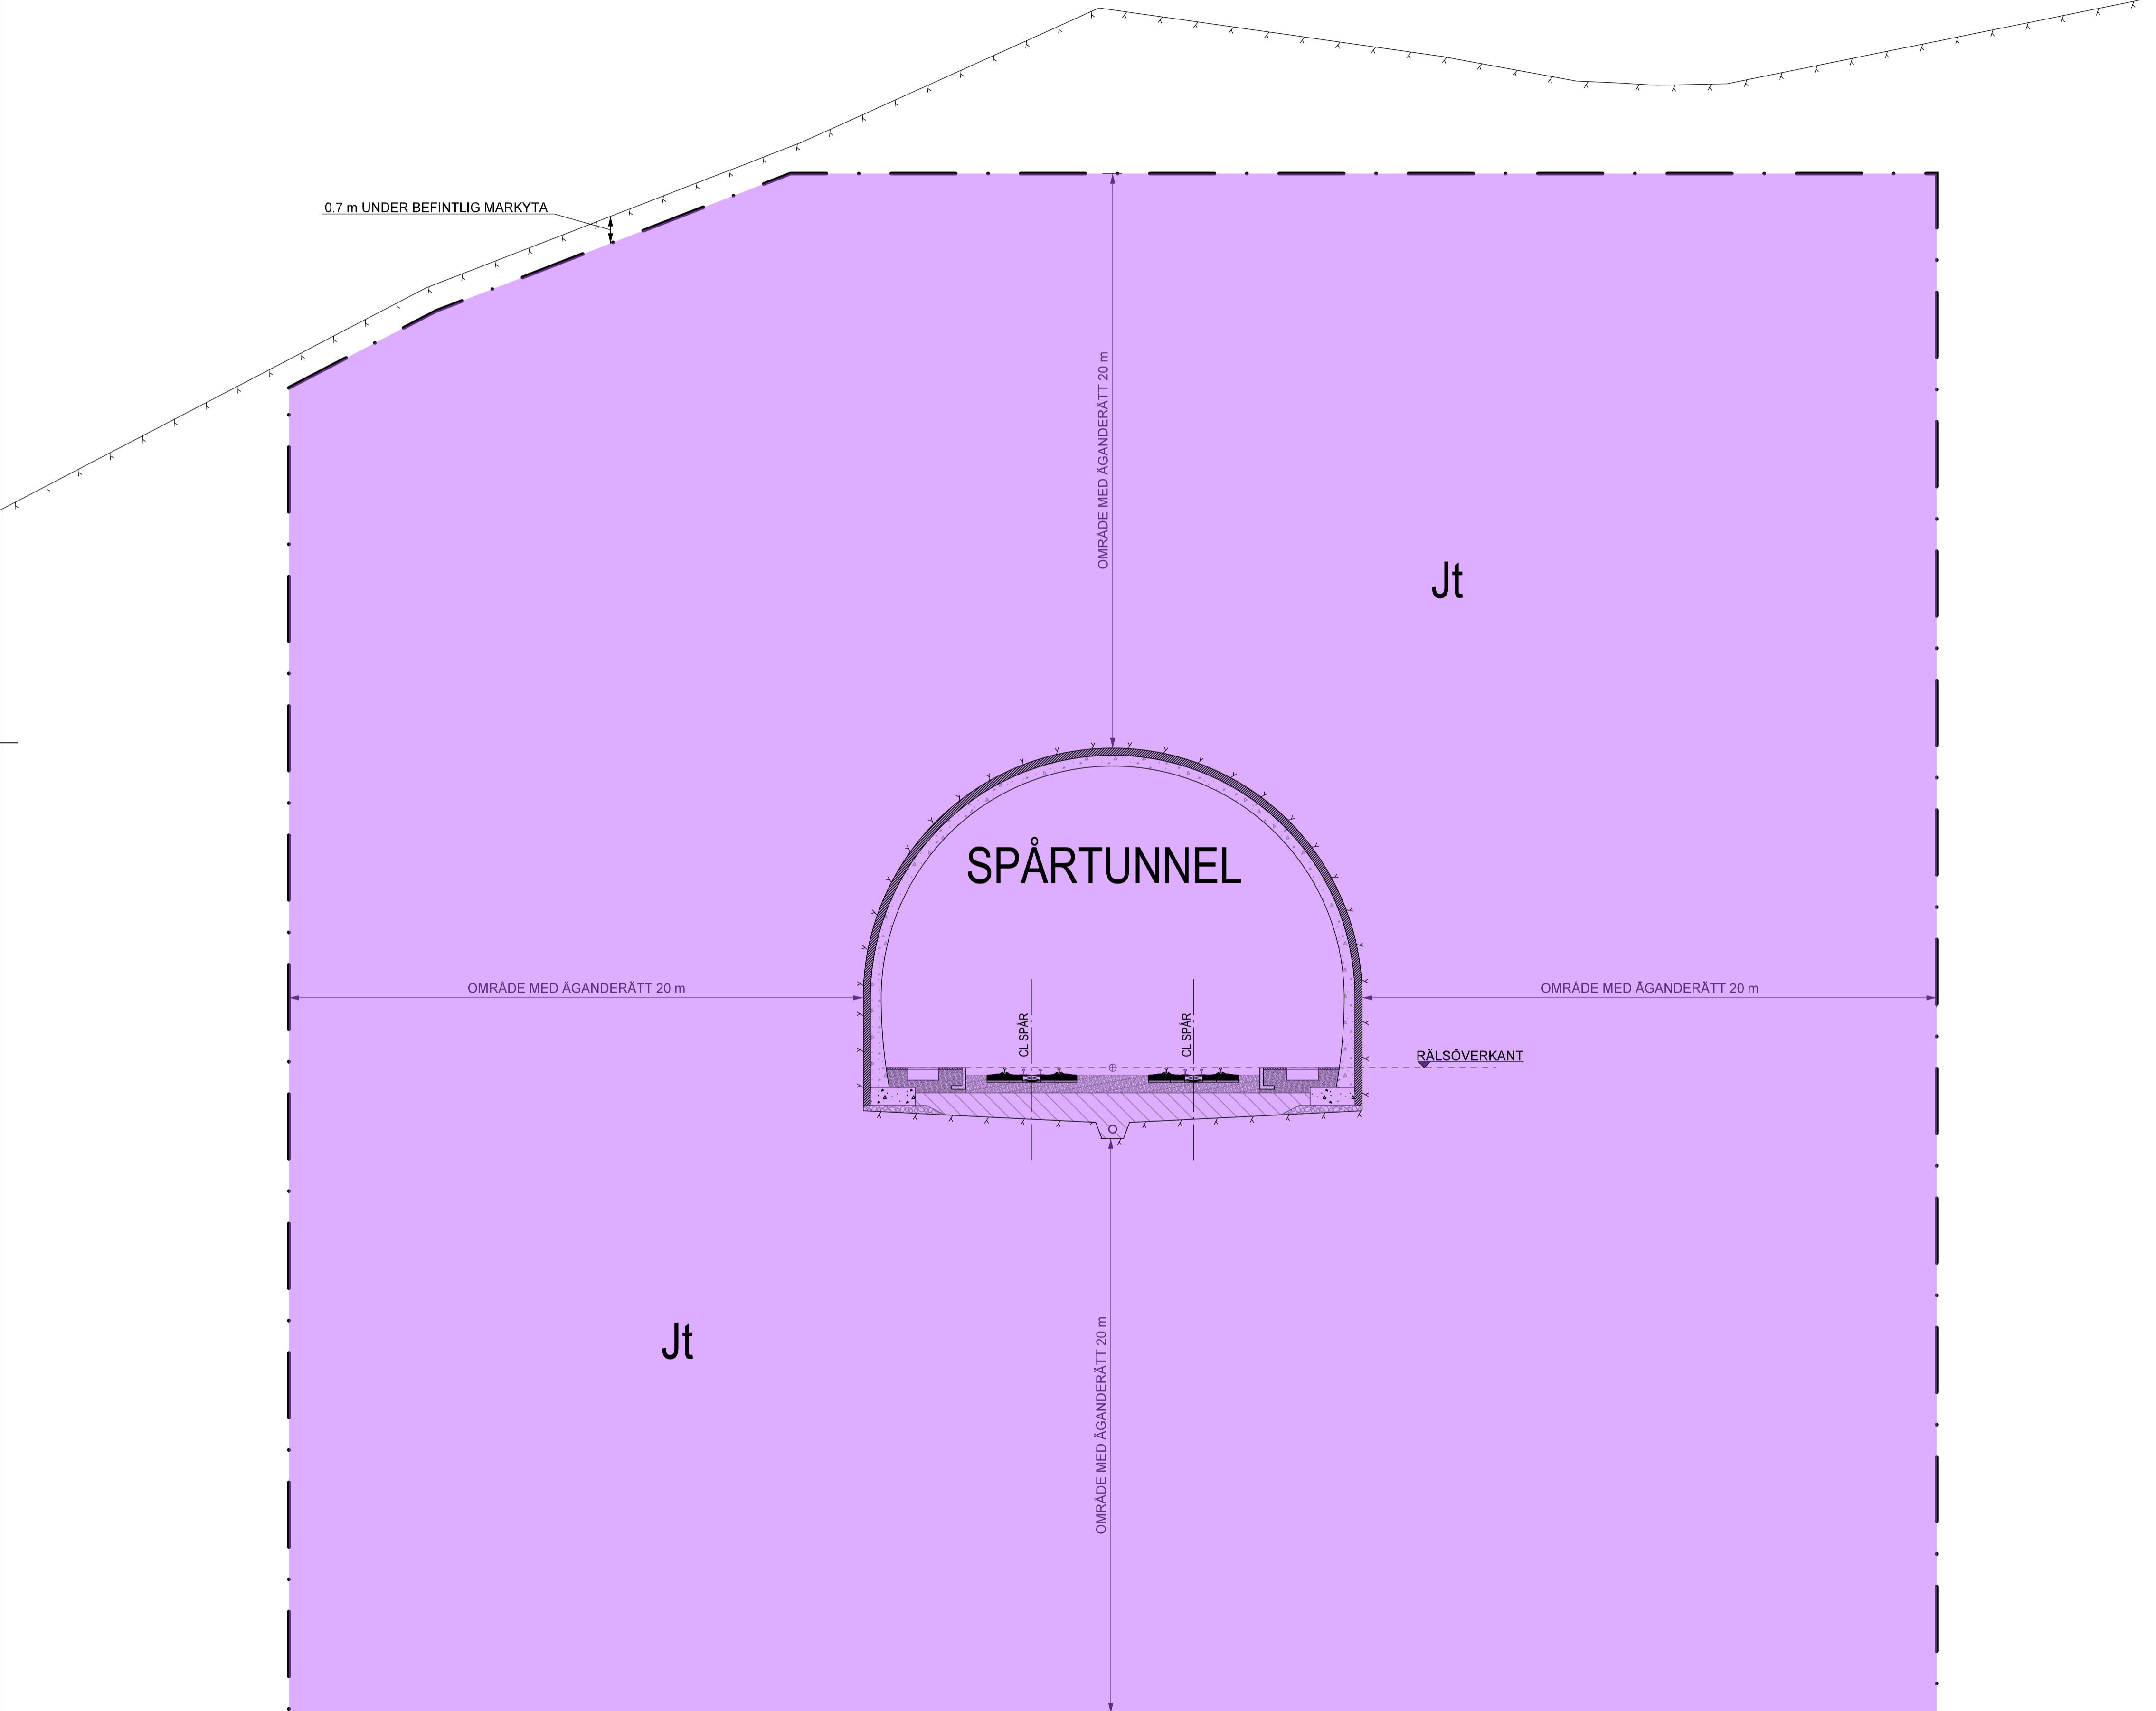 0.7 m UNDER BEFINTLIG MARKYTA
OMRÅDE MED ÄGANDERÄTT 20 m
Jt
SPÅRTUNNEL
OMRÅDE MED ÄGANDERÄTT 20 m
OMRÅDE MED ÄGANDERÄTT 20 m
CL SPÅR
CL SPÅR
RÄLSÖVERKANT
Jt
OMRÅDE MED ÄGANDERÄTT 20 m